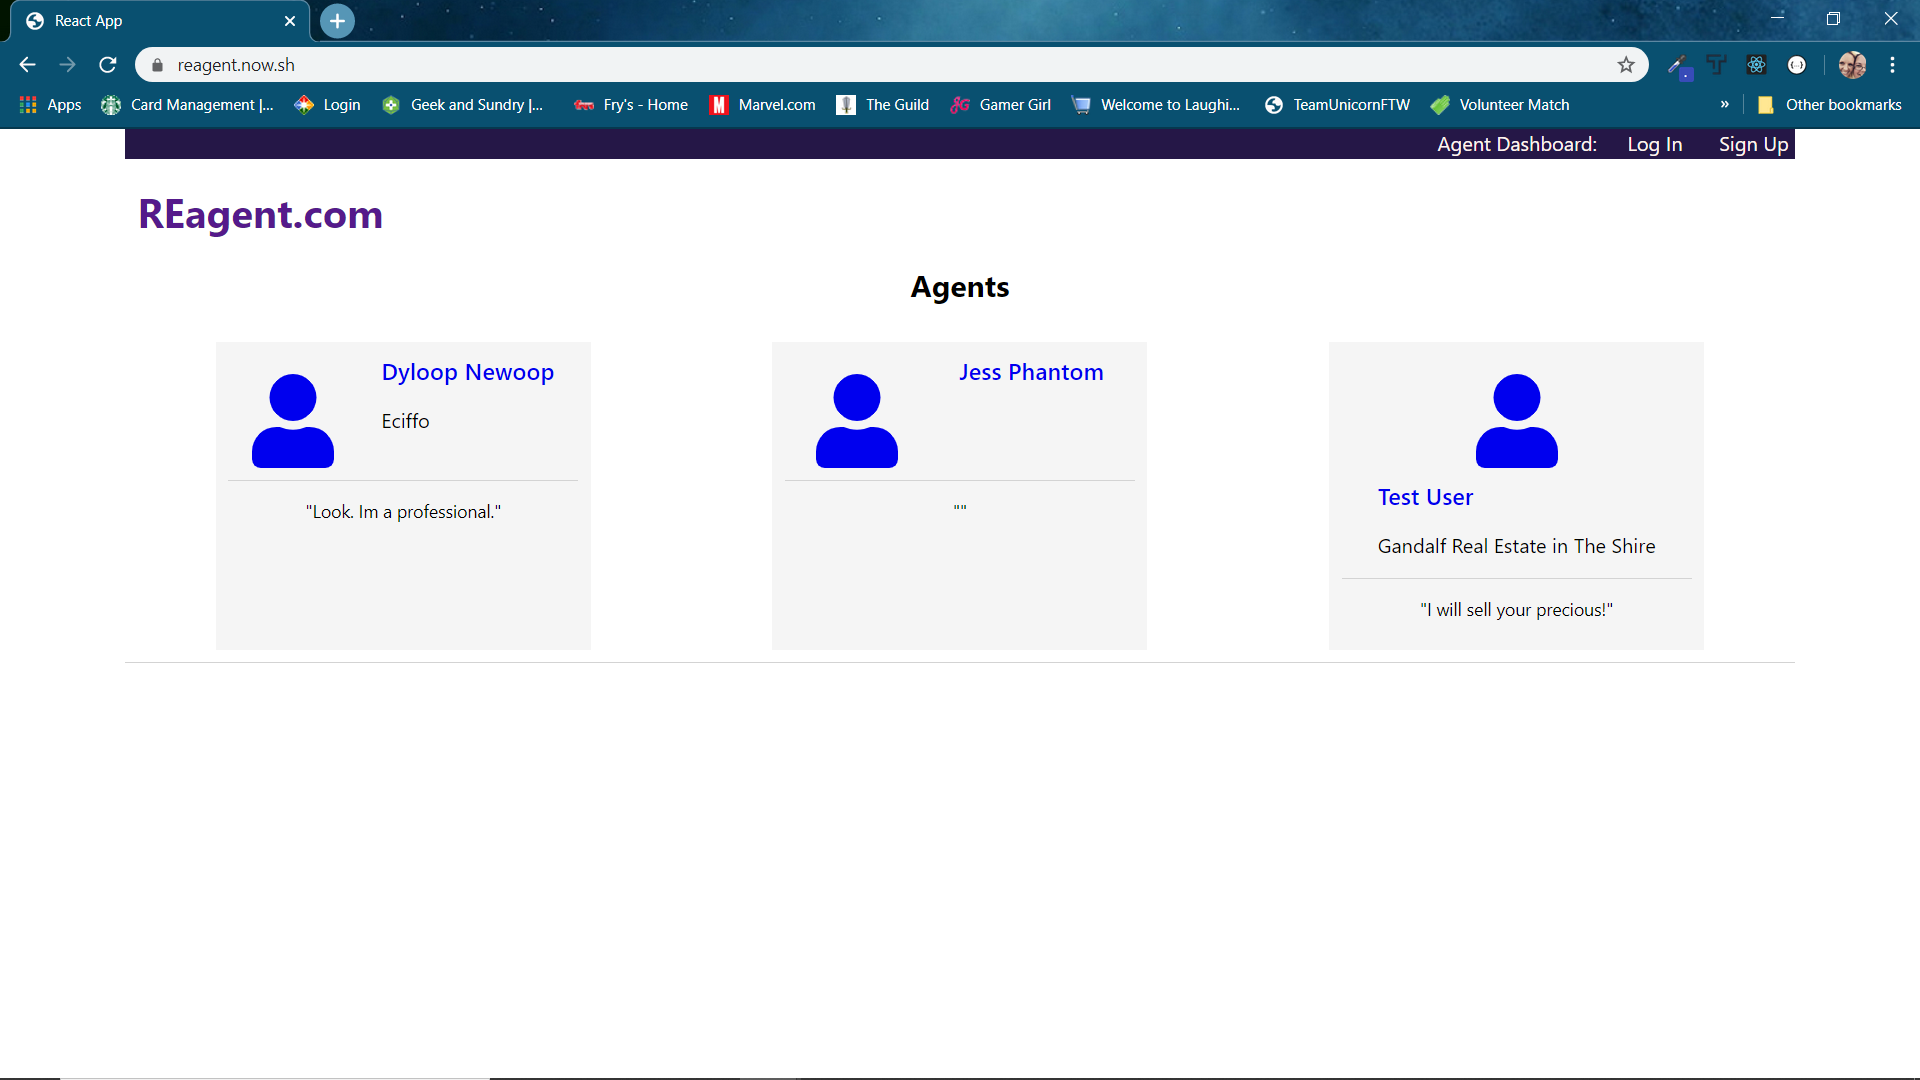 React App
reagent.now.sh
Apps Card Management |... Login Geek and Sundry |... Fry's - Home Marvel.com The Guild Gamer Girl Welcome to Laughi... TeamUnicornFTW Volunteer Match » Other bookmarks
Agent Dashboard: Log In Sign Up
REagent.com
Agents
Dyloop Newoop
Eciffo
"Look. Im a professional."
Jess Phantom
""
Test User
Gandalf Real Estate in The Shire
"I will sell your precious!"